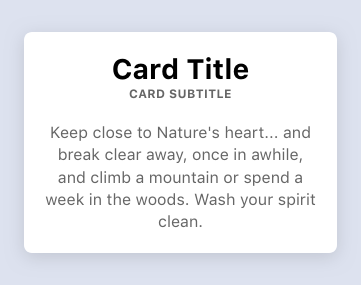 Card Title
CARD SUBTITLE
Keep close to Nature's heart... and
break clear away, once in awhile,
and climb a mountain or spend a
week in the woods. Wash your spirit
clean.